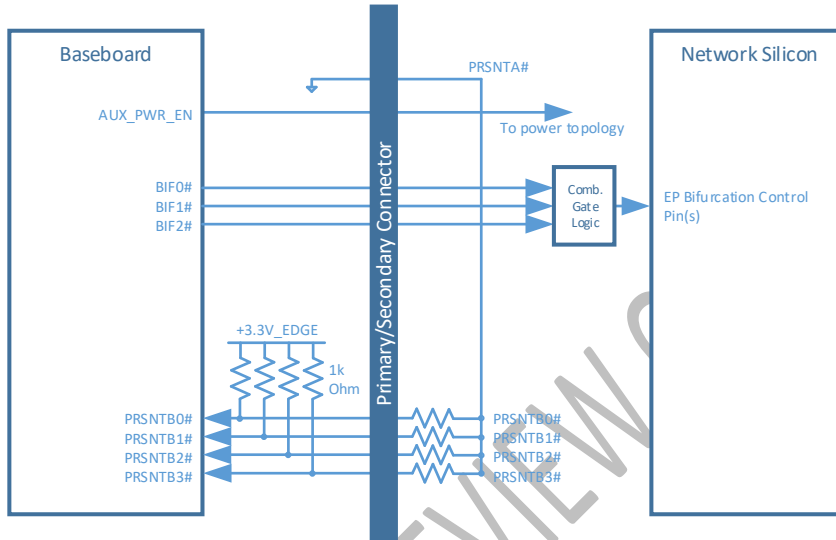 Baseboard
Network Silicon
PRSNTA#
AUX_PWR_EN
To power topology
BIF0#
BIF1#
BIF2#
Comb.
Gate
Logic
EP Bifurcation Control
Pin(s)
Primary/Secondary Connector
+3.3V_EDGE
1k
Ohm
PRSNTB0#
PRSNTB1#
PRSNTB2#
PRSNTB3#
PRSNTB0#
PRSNTB1#
PRSNTB2#
PRSNTB3#
VIEW